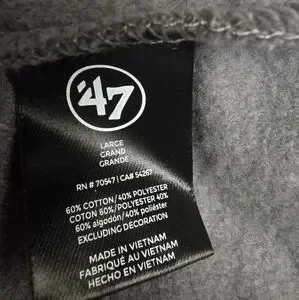 '47
LARGE
GRAND
GRANDE
RN # 70547 | CA# 54267
60% COTTON/40% POLYESTER
COTON 60%/POLYESTER 40%
60% algodón/40% poliéster
EXCLUDING DECORATION
MADE IN VIETNAM
FABRIQUÉ AU VIETNAM
HECHO EN VIETNAM